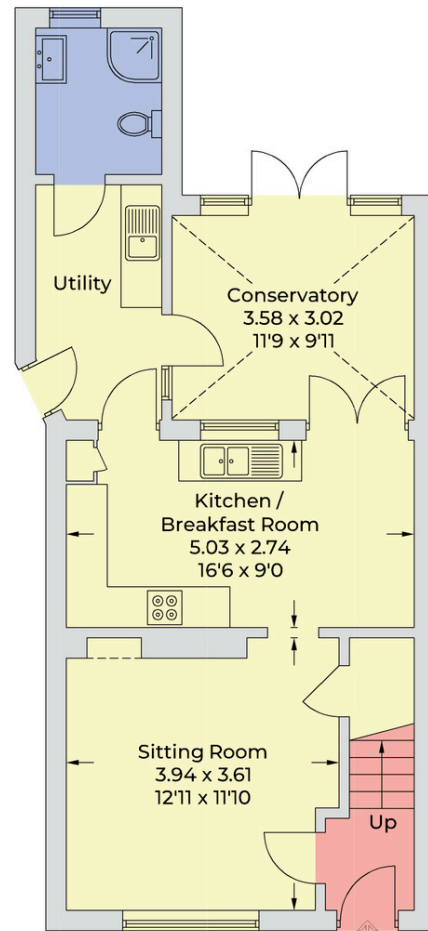 Utility
Conservatory
3.58 x 3.02
11'9 x 9'11
Kitchen /
Breakfast Room
5.03 x 2.74
16'6 x 9'0
Sitting Room
3.94 x 3.61
12'11 x 11'10
Up